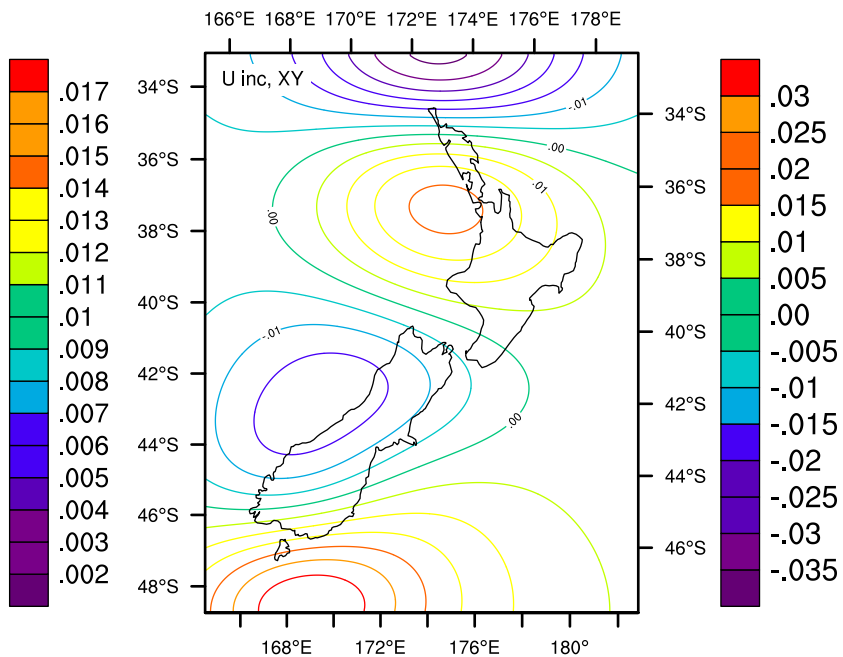 166°E 168°E 170°E 172°E 174°E 176°E 178°E
U inc, XY
34°S
36°S
38°S
40°S
42°S
44°S
46°S
48°S
34°S
36°S
38°S
40°S
42°S
44°S
46°S
168°E 172°E 176°E 180°
.017
.016
.015
.014
.013
.012
.011
.01
.009
.008
.007
.006
.005
.004
.003
.002
.03
.025
.02
.015
.01
.005
.00
-.005
-.01
-.015
-.02
-.025
-.03
-.035
-.01
.00
.01
.00
-.01
.00